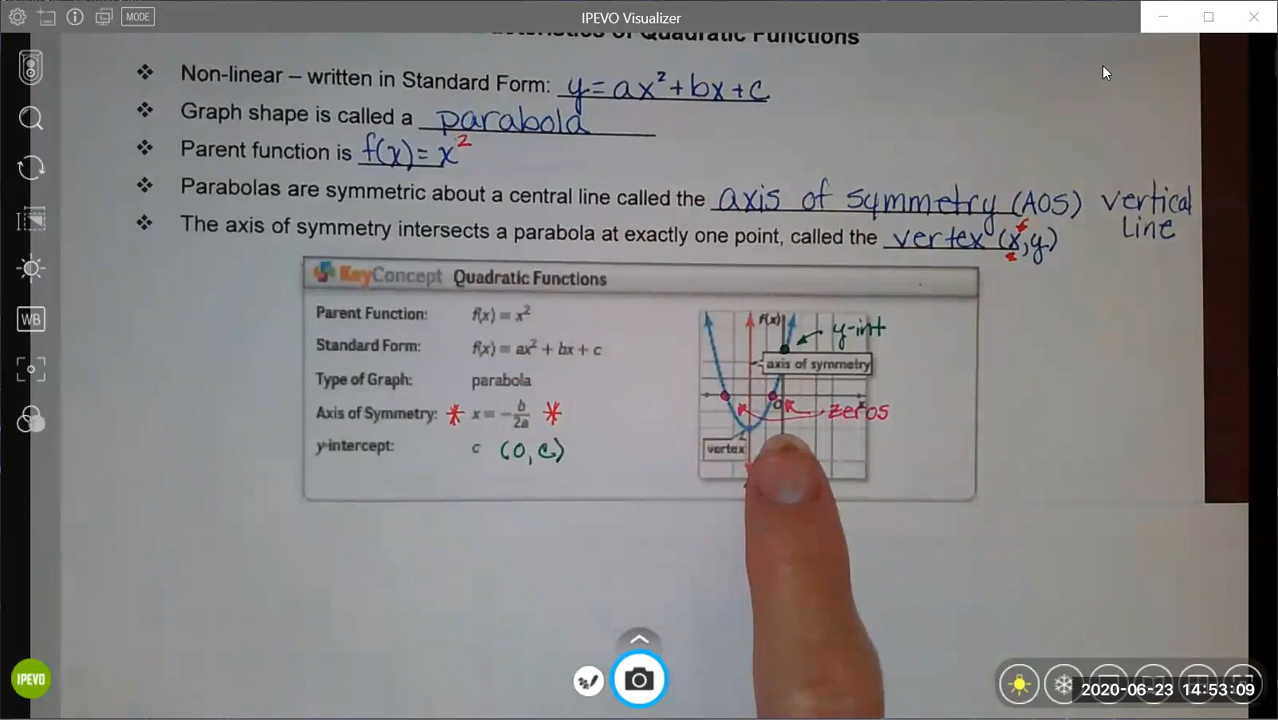 MODE
IPEVO Visualizer
Quadratic Functions
❖ Non-linear – written in Standard Form: y = ax² + bx + c
❖ Graph shape is called a parabola
❖ Parent function is f(x) = x²
❖ Parabolas are symmetric about a central line called the axis of symmetry (AOS) vertical
line
❖ The axis of symmetry intersects a parabola at exactly one point, called the vertex (x,y)
KeyConcept Quadratic Functions
Parent Function: f(x) = x²
Standard Form: f(x) = ax² + bx + c
Type of Graph: parabola
Axis of Symmetry: * x = -b/2a *
y-intercept: c (0, c)
f(x)
y-int
axis of symmetry
O
x
zeros
vertex
WB
IPEVO
2020-06-23 14:53:09